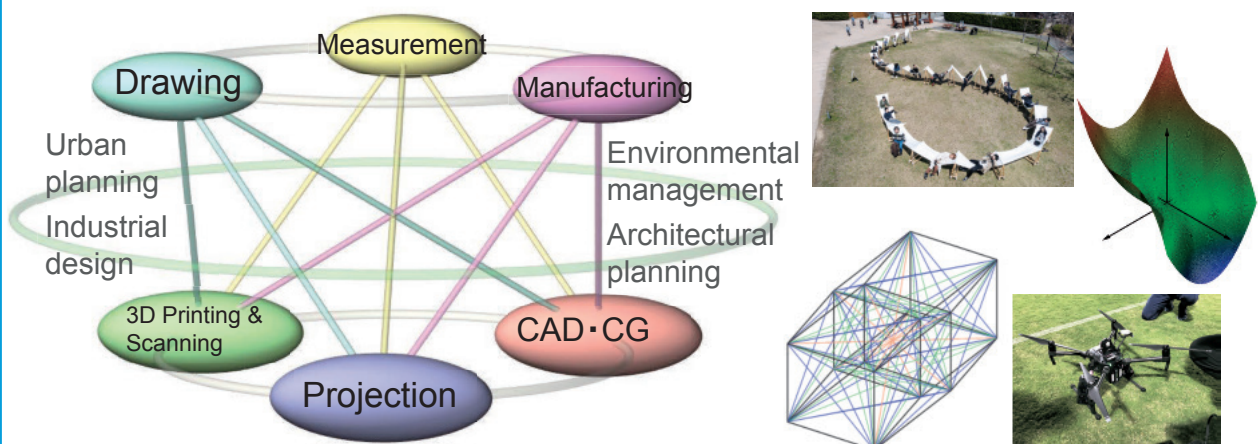 Measurement
Drawing
Manufacturing
Urban
planning
Industrial
design
Environmental
management
Architectural
planning
3D Printing &
Scanning
CAD・CG
Projection